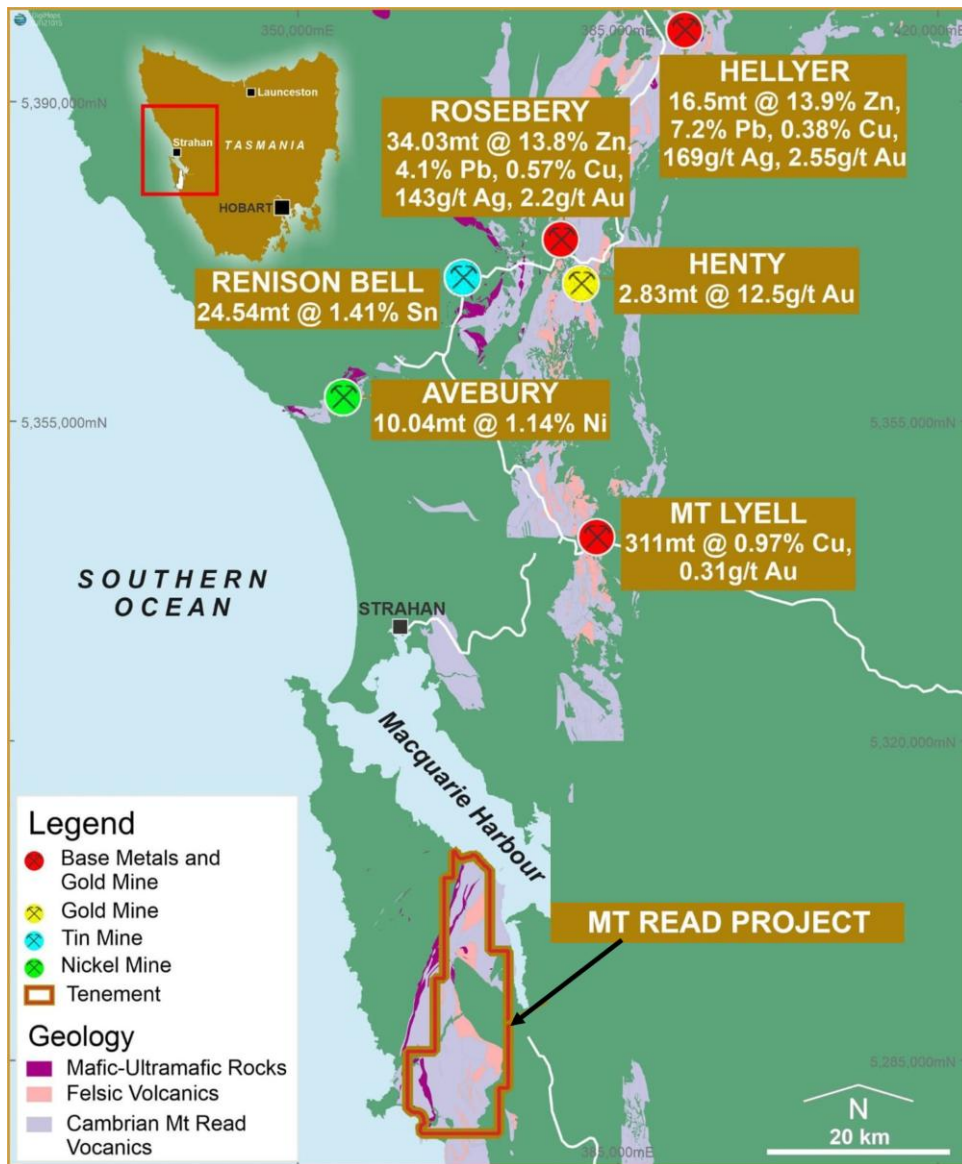 350,000mE
385,000mE
420,000mE
5,390,000mN
Launceston
Strahan
TASMANIA
HOBART
HELLYER
16.5mt @ 13.9% Zn,
7.2% Pb, 0.38% Cu,
169g/t Ag, 2.55g/t Au
ROSEBERY
34.03mt @ 13.8% Zn,
4.1% Pb, 0.57% Cu,
143g/t Ag, 2.2g/t Au
RENISON BELL
24.54mt @ 1.41% Sn
HENTY
2.83mt @ 12.5g/t Au
AVEBURY
10.04mt @ 1.14% Ni
5,355,000mN
5,355,000mN
MT LYELL
311mt @ 0.97% Cu,
0.31g/t Au
SOUTHERN
OCEAN
STRAHAN
Macquarie Harbour
5,320,000mN
MT READ PROJECT
Legend
Base Metals and
Gold Mine
Gold Mine
Tin Mine
Nickel Mine
Tenement
Geology
Mafic-Ultramafic Rocks
Felsic Volcanics
Cambrian Mt Read
Vocanics
5,285,000mN
385,000mE
N
20 km